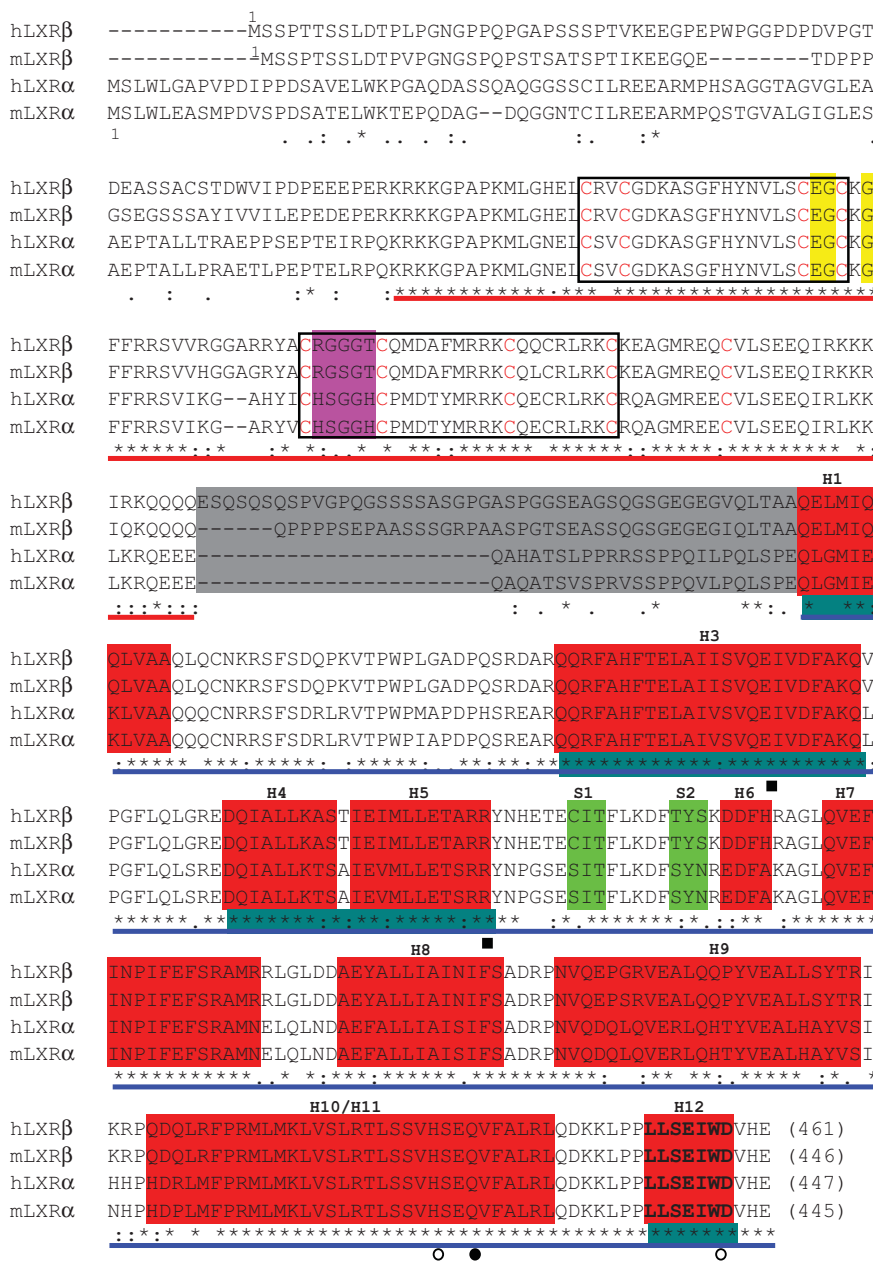 1
hLXRβ -----------MSSPTTSSLDTPLPGNGPPQPGAPSSSPTVKEEGPEPWPGGPDPDVPGT
1
mLXRβ -----------MSSPTSSLDTPVPGNGSPQPSTSATSPTIKEEGQE--------TDPPP
hLXRα MSLWLGAPVPDIPPDSAVELWKPGAQDASSQAQGGSSCILREEARMPHSAGGTAGVGLEA
mLXRα MSLWLEASMPDVSPDSATELWKTEPQDAG--DQGGNTCILREEARMPQSTGVALGIGLES
1 . .: .* .. .: : :* .
hLXRβ DEASSACSTDWVIPDPEEEPERKRKKGPAPKMLGHELCRVCGDKASGFHYNVLSCEGCKG
mLXRβ GSEGSSSAYIVVILEPEDEPERKRKKGPAPKMLGHELCRVCGDKASGFHYNVLSCEGCKG
hLXRα AEPTALLTRAEPPSEPTEIRPQKRKKGPAPKMLGNELCSVCGDKASGFHYNVLSCEGCKG
mLXRα AEPTALLPRAETLPEPTELRPQKRKKGPAPKMLGNELCSVCGDKASGFHYNVLSCEGCKG
. : . :* : .***********.*** *********************
hLXRβ FFRRSVVRGGARRYACRGGGTCQMDAFMRRKCQQCRLRKCKEAGMREQCVLSEEQIRKKK
mLXRβ FFRRSVVHGGAGRYACRGSGTCQMDAFMRRKCQLCRLRKCKEAGMREQCVLSEEQIRKKR
hLXRα FFRRSVIKG--AHYICHSGGHCPMDTYMRRKCQECRLRKCRQAGMREECVLSEEQIRLKK
mLXRα FFRRSVIKG--ARYVCHSGGHCPMDTYMRRKCQECRLRKCRQAGMREECVLSEEQIRLKK
******::* :* *:..* * **::****** ******::*****:********* *:
H1
hLXRβ IRKQQQQESQSQSQSPVGPQGSSSSASGPGASPGGSEAGSQGSGEGEGVQLTAAQELMIQ
mLXRβ IQKQQQQ------QPPPPSEPAASSSGRPAASPGTSEASSQGSGEGEGIQLTAAQELMIQ
hLXRα LKRQEEE-----------------------QAHATSLPPRRSSPPQILPQLSPEQLGMIE
mLXRα LKRQEEE-----------------------QAQATSVSPRVSSPPQVLPQLSPEQLGMIE
:::*::: : . * . .* **:. * **:
H3
hLXRβ QLVAAQLQCNKRSFSDQPKVTPWPLGADPQSRDARQQRFAHFTELAIISVQEIVDFAKQV
mLXRβ QLVAAQLQCNKRSFSDQPKVTPWPLGADPQSRDARQQRFAHFTELAIISVQEIVDFAKQV
hLXRα KLVAAQQQCNRRSFSDRLRVTPWPMAPDPHSREARQQRFAHFTELAIVSVQEIVDFAKQL
mLXRα KLVAAQQQCNRRSFSDRLRVTPWPIAPDPQSREARQQRFAHFTELAIVSVQEIVDFAKQL
:***** ***:*****: :*****:..**:**:**************:***********:
■
H4 H5 S1 S2 H6 H7
hLXRβ PGFLQLGREDQIALLKASTIEIMLLETARRYNHETECITFLKDFTYSKDDFHRAGLQVEF
mLXRβ PGFLQLGREDQIALLKASTIEIMLLETARRYNHETECITFLKDFTYSKDDFHRAGLQVEF
hLXRα PGFLQLSREDQIALLKTSAIEVMLLETSRRYNPGSESITFLKDFSYNREDFAKAGLQVEF
mLXRα PGFLQLSREDQIALLKTSAIEVMLLETSRRYNPGSESITFLKDFSYNREDFAKAGLQVEF
******.*********:*:**:*****:**** :*.*******:*.::** :*******
■
H8 H9
hLXRβ INPIFEFSRAMRRLGLDDAEYALLIAINIFSADRPNVQEPGRVEALQQPYVEALLSYTRI
mLXRβ INPIFEFSRAMRRLGLDDAEYALLIAINIFSADRPNVQEPSRVEALQQPYVEALLSYTRI
hLXRα INPIFEFSRAMNELQLNDAEFALLIAISIFSADRPNVQDQLQVERLQHTYVEALHAYVSI
mLXRα INPIFEFSRAMNELQLNDAEFALLIAISIFSADRPNVQDQLQVERLQHTYVEALHAYVSI
***********..* *:***:******.**********: :** **:.***** :*. *
H10/H11 H12
hLXRβ KRPQDQLRFPRMLMKLVSLRTLSSVHSEQVFALRLQDKKLPPLLSEIWDVHE (461)
mLXRβ KRPQDQLRFPRMLMKLVSLRTLSSVHSEQVFALRLQDKKLPPLLSEIWDVHE (446)
hLXRα HHPHDRLMFPRMLMKLVSLRTLSSVHSEQVFALRLQDKKLPPLLSEIWDVHE (447)
mLXRα NHPHDPLMFPRMLMKLVSLRTLSSVHSEQVFALRLQDKKLPPLLSEIWDVHE (445)
::*:* * ********************************************